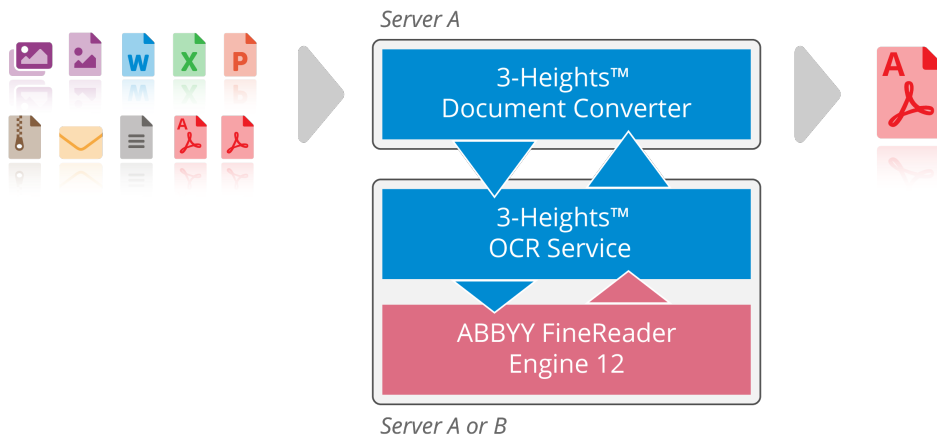 Server A
W
X
P
A
3-Heights™
Document Converter
A
3-Heights™
OCR Service
ABBYY FineReader
Engine 12
Server A or B